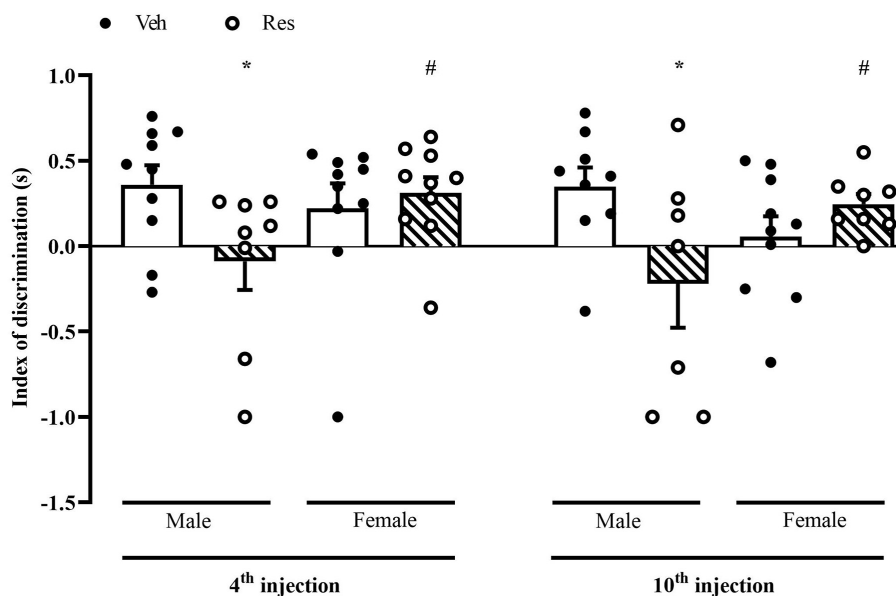 Veh Res
* # * #
1.0
0.5
0.0
-0.5
-1.0
-1.5
Index of discrimination (s)
Male Female Male Female
4th injection 10th injection